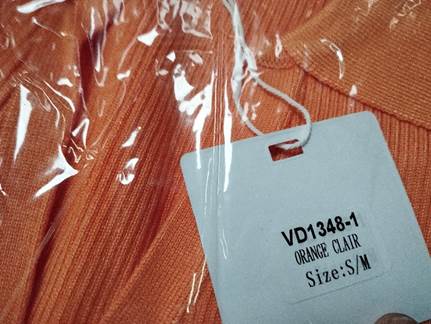 VD1348-1
ORANGE CLAIR
Size:S/M